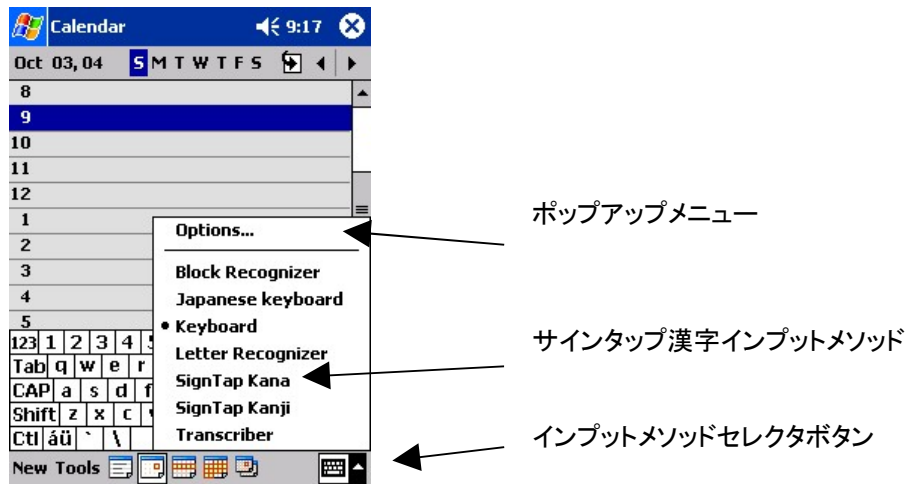 Calendar 9:17
Oct 03, 04 S M T W T F S
8
9
10
11
12
1
2
3
4
5
Options...
Block Recognizer
Japanese keyboard
• Keyboard
Letter Recognizer
SignTap Kana
SignTap Kanji
Transcriber
123 1 2 3 4
Tab q w e r
CAP a s d f
Shift z x c
Ctl áü ` \
New Tools
ポップアップメニュー
サインタップ漢字インプットメソッド
インプットメソッドセレクタボタン